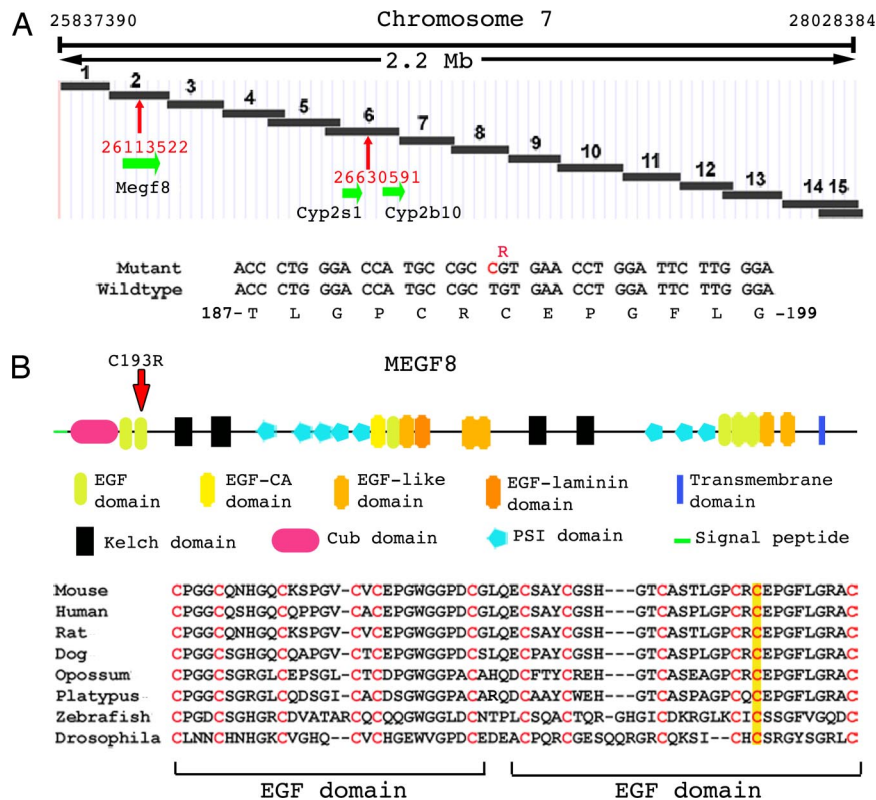 A
25837390 Chromosome 7 28028384
2.2 Mb
1 2 3 4 5 6 7 8 9 10 11 12 13 14 15
26113522
Megf8
26630591
Cyp2s1 Cyp2b10
R
Mutant ACC CTG GGA CCA TGC CGC CGT GAA CCT GGA TTC TTG GGA
Wildtype ACC CTG GGA CCA TGC CGC TGT GAA CCT GGA TTC TTG GGA
187- T L G P C R C E P G F L G -199
B
C193R
MEGF8
EGF domain
EGF-CA domain
EGF-like domain
EGF-laminin domain
Transmembrane domain
Kelch domain
Cub domain
PSI domain
Signal peptide
Mouse CPGGCQNHGQCKSPGV-CVCEPGWGGPDCGLQECSAYCGSH---GTCASTLGPCRCEPGFLGRAC
Human CPGGCQSHGQCQPPGV-CACEPGWGGPDCGLQECSAYCGSH---GTCASPLGPCRCEPGFLGRAC
Rat CPGGCQNHGQCKSPGV-CVCEPGWGGPDCGLQECSAYCGSH---GTCASPLGPCRCEPGFLGRAC
Dog CPGGCSGHGQCQAPGV-CTCEPGWGGPDCSLQECPAYCGSH---GTCASPLGPCRCEPGFLGRAC
Opossum CPGGCSGRGLCEPSGL-CTCDPGWGGPACAHQDCFTYCREH---GTCASEAGPCRCEPGFLGRAC
Platypus CPGGCSGRGLCQDSGI-CACDSGWGGPACARQDCAAYCWEH---GTCASPAGPCQCEPGFLGRAC
Zebrafish CPGDCSGHGRCDVATARCQCQQGWGGLDCNTPLCSQACTQR-GHGICDKRGLKCICSSGFVGQDC
Drosophila CLNNCHNHGKCVGHQ--CVCHGEWVGPDCEDEACPQRCGESQQRGRCQKSI--CHCSRGYSGRLC
EGF domain EGF domain